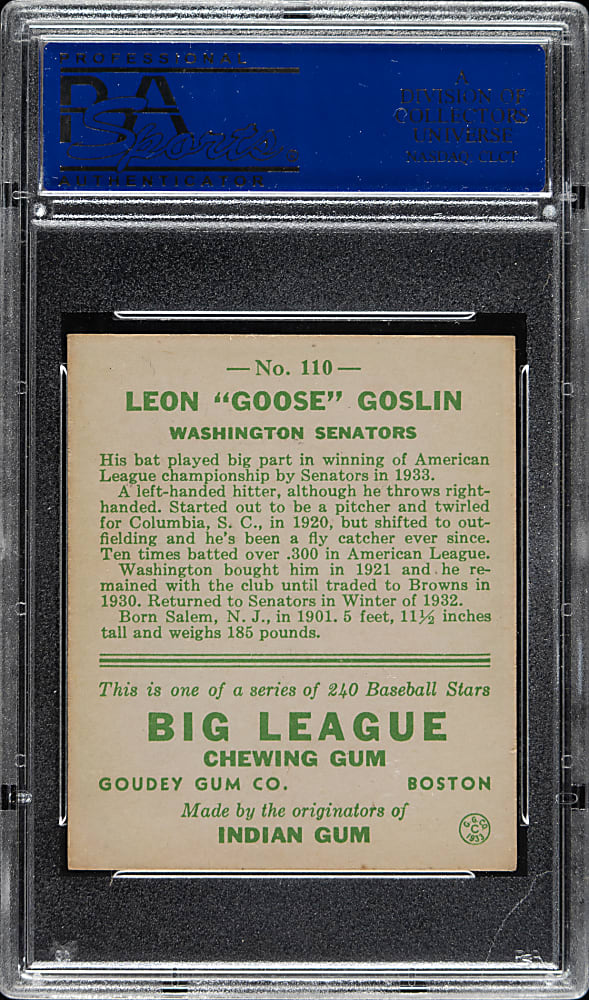 PROFESSIONAL
PSA
Sports
AUTHENTICATOR
A
DIVISION OF
COLLECTORS
UNIVERSE
NASDAQ: CLCT
— No. 110 —
LEON “GOOSE” GOSLIN
WASHINGTON SENATORS
His bat played big part in winning of American
League championship by Senators in 1933.
A left-handed hitter, although he throws right-
handed. Started out to be a pitcher and twirled
for Columbia, S. C., in 1920, but shifted to out-
fielding and he's been a fly catcher ever since.
Ten times batted over .300 in American League.
Washington bought him in 1921 and he re-
mained with the club until traded to Browns in
1930. Returned to Senators in Winter of 1932.
Born Salem, N. J., in 1901. 5 feet, 11½ inches
tall and weighs 185 pounds.
This is one of a series of 240 Baseball Stars
BIG LEAGUE
CHEWING GUM
GOUDEY GUM CO. BOSTON
Made by the originators of
INDIAN GUM
G. G. CO.
C
1933
PSA